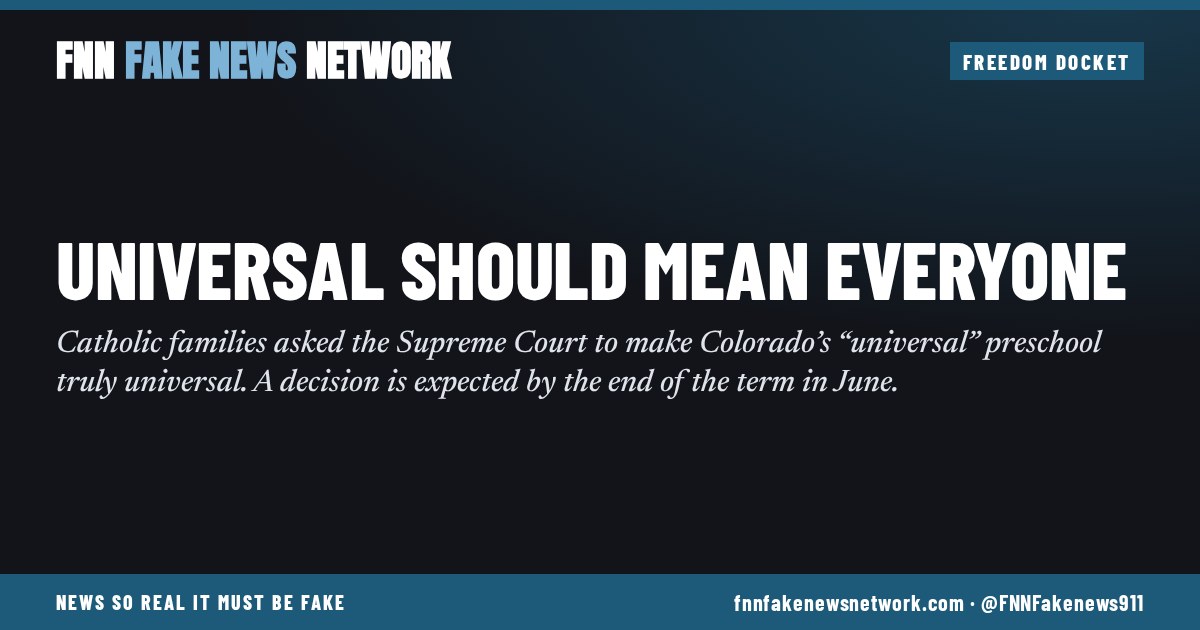 FNN FAKE NEWS NETWORK
FREEDOM DOCKET
UNIVERSAL SHOULD MEAN EVERYONE
Catholic families asked the Supreme Court to make Colorado’s “universal” preschool
truly universal. A decision is expected by the end of the term in June.
NEWS SO REAL IT MUST BE FAKE
fnnfakenewsnetwork.com · @FNNFakenews911